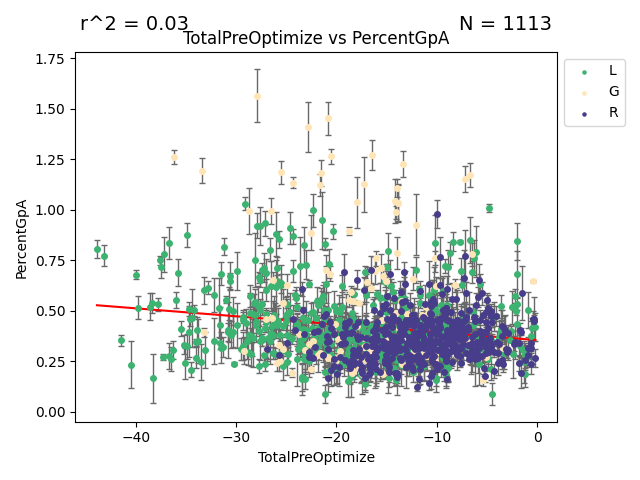 r^2 = 0.03 N = 1113
TotalPreOptimize vs PercentGpA
1.75
1.50
1.25
1.00
0.75
0.50
0.25
0.00
PercentGpA
−40 −30 −20 −10 0
TotalPreOptimize
L
G
R